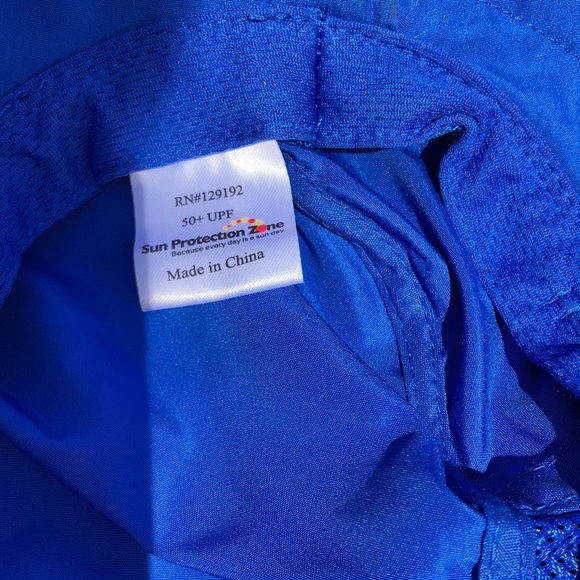 RN#129192
50+ UPF
Sun Protection Zone
Because every day is a sun day
Made in China